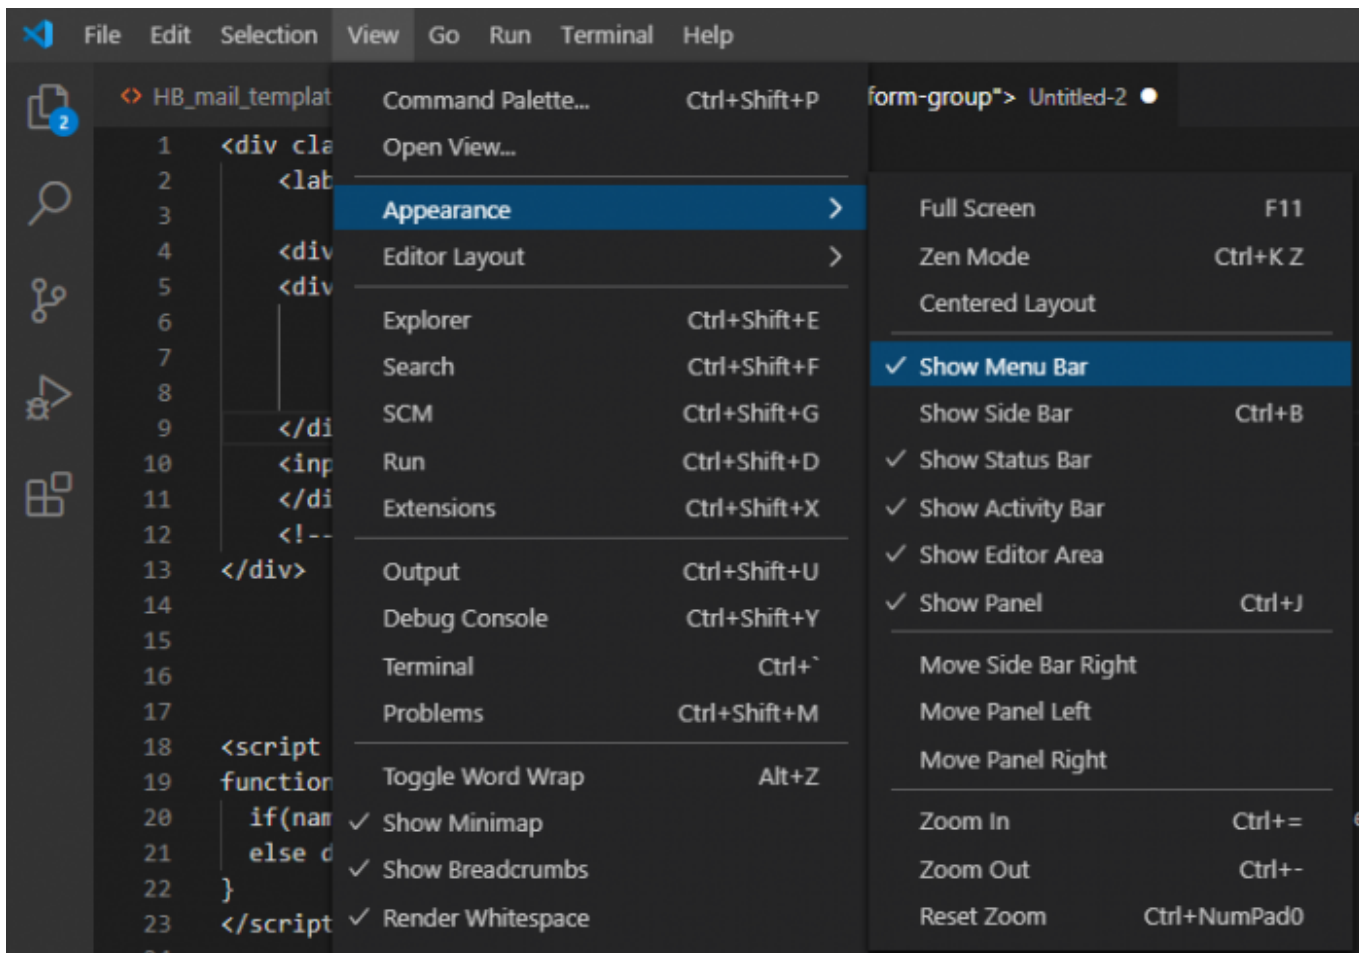 File Edit Selection View Go Run Terminal Help
2
<> HB_mail_templat
form-group"> Untitled-2 ●
1 <div cla
2 <lab
3
4 <div
5 <div
6
7
8
9 </di
10 <inp
11 </di
12 <!--
13 </div>
14
15
16
17
18 <script
19 function
20 if(nam
21 else d
22 }
23 </script
Command Palette... Ctrl+Shift+P
Open View...
Appearance >
Editor Layout >
Explorer Ctrl+Shift+E
Search Ctrl+Shift+F
SCM Ctrl+Shift+G
Run Ctrl+Shift+D
Extensions Ctrl+Shift+X
Output Ctrl+Shift+U
Debug Console Ctrl+Shift+Y
Terminal Ctrl+`
Problems Ctrl+Shift+M
Toggle Word Wrap Alt+Z
✓ Show Minimap
✓ Show Breadcrumbs
✓ Render Whitespace
Full Screen F11
Zen Mode Ctrl+K Z
Centered Layout
✓ Show Menu Bar
Show Side Bar Ctrl+B
✓ Show Status Bar
✓ Show Activity Bar
✓ Show Editor Area
✓ Show Panel Ctrl+J
Move Side Bar Right
Move Panel Left
Move Panel Right
Zoom In Ctrl+=
Zoom Out Ctrl+-
Reset Zoom Ctrl+NumPad0